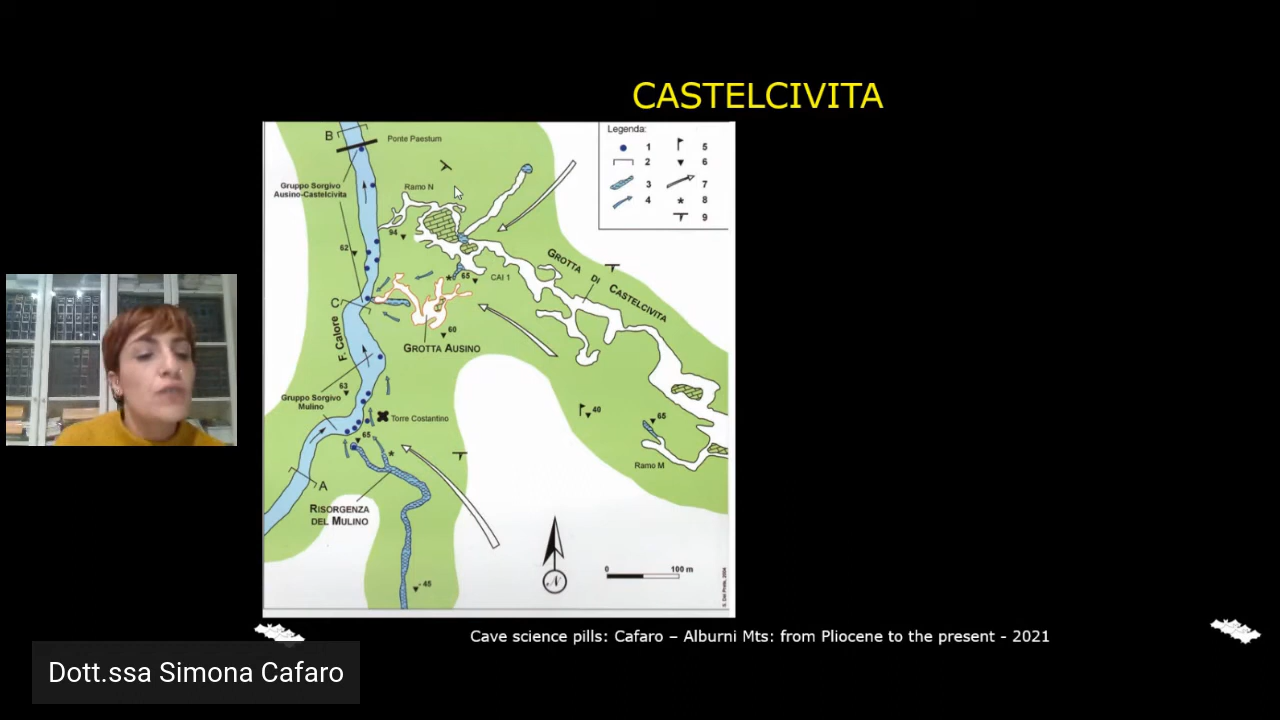 CASTELCIVITA
B
Ponte Paestum
Legenda:
1
2
3
4
5
6
7
8
9
Gruppo Sorgivo
Ausino-Castelcivita
Ramo N
94
62
65
CAI 1
GROTTA DI CASTELCIVITA
C
F. Calore
60
GROTTA AUSINO
63
Gruppo Sorgivo
Mulino
Torre Costantino
40
65
65
Ramo M
A
RISORGENZA
DEL MULINO
N
0 100 m
-45
Cave science pills: Cafaro – Alburni Mts: from Pliocene to the present - 2021
Dott.ssa Simona Cafaro